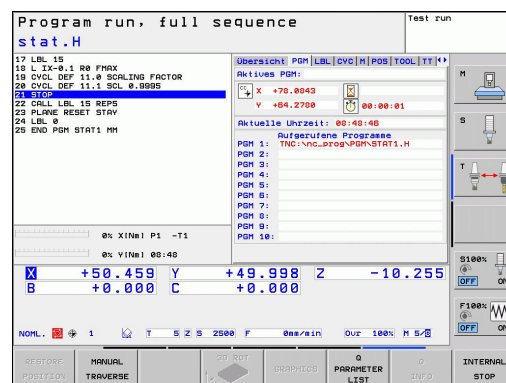 Program run, full sequence
Test run
stat.H
17 LBL 15
18 L IX-0.1 R0 FMAX
19 CYCL DEF 11.0 SCALING FACTOR
20 CYCL DEF 11.1 SCL 0.9995
21 STOP
22 CALL LBL 15 REP5
23 PLANE RESET STAY
24 LBL 0
25 END PGM STAT1 MM
Übersicht PGM LBL CYC M POS TOOL TT
Aktives PGM:
CC X +78.0843
Y +64.2780 00:00:01
Aktuelle Uhrzeit: 08:48:46
Aufgerufene Programme
PGM 1: TNC:\nc_prog\PGM\STAT1.H
PGM 2:
PGM 3:
PGM 4:
PGM 5:
PGM 6:
PGM 7:
PGM 8:
PGM 9:
PGM 10:
0% X[Nm] P1 -T1
0% Y[Nm] 08:48
X +50.459 Y +49.998 Z -10.255
B +0.000 C +0.000
NOML. 1 T 5 Z S 2500 F 0mm/min Ovr 100% M 5/8
M
S
T
S100%
OFF ON
F100%
OFF ON
RESTORE POSITION
MANUAL TRAVERSE
3D ROT
GRAPHICS
Q PARAMETER LIST
Q INFO
INTERNAL STOP